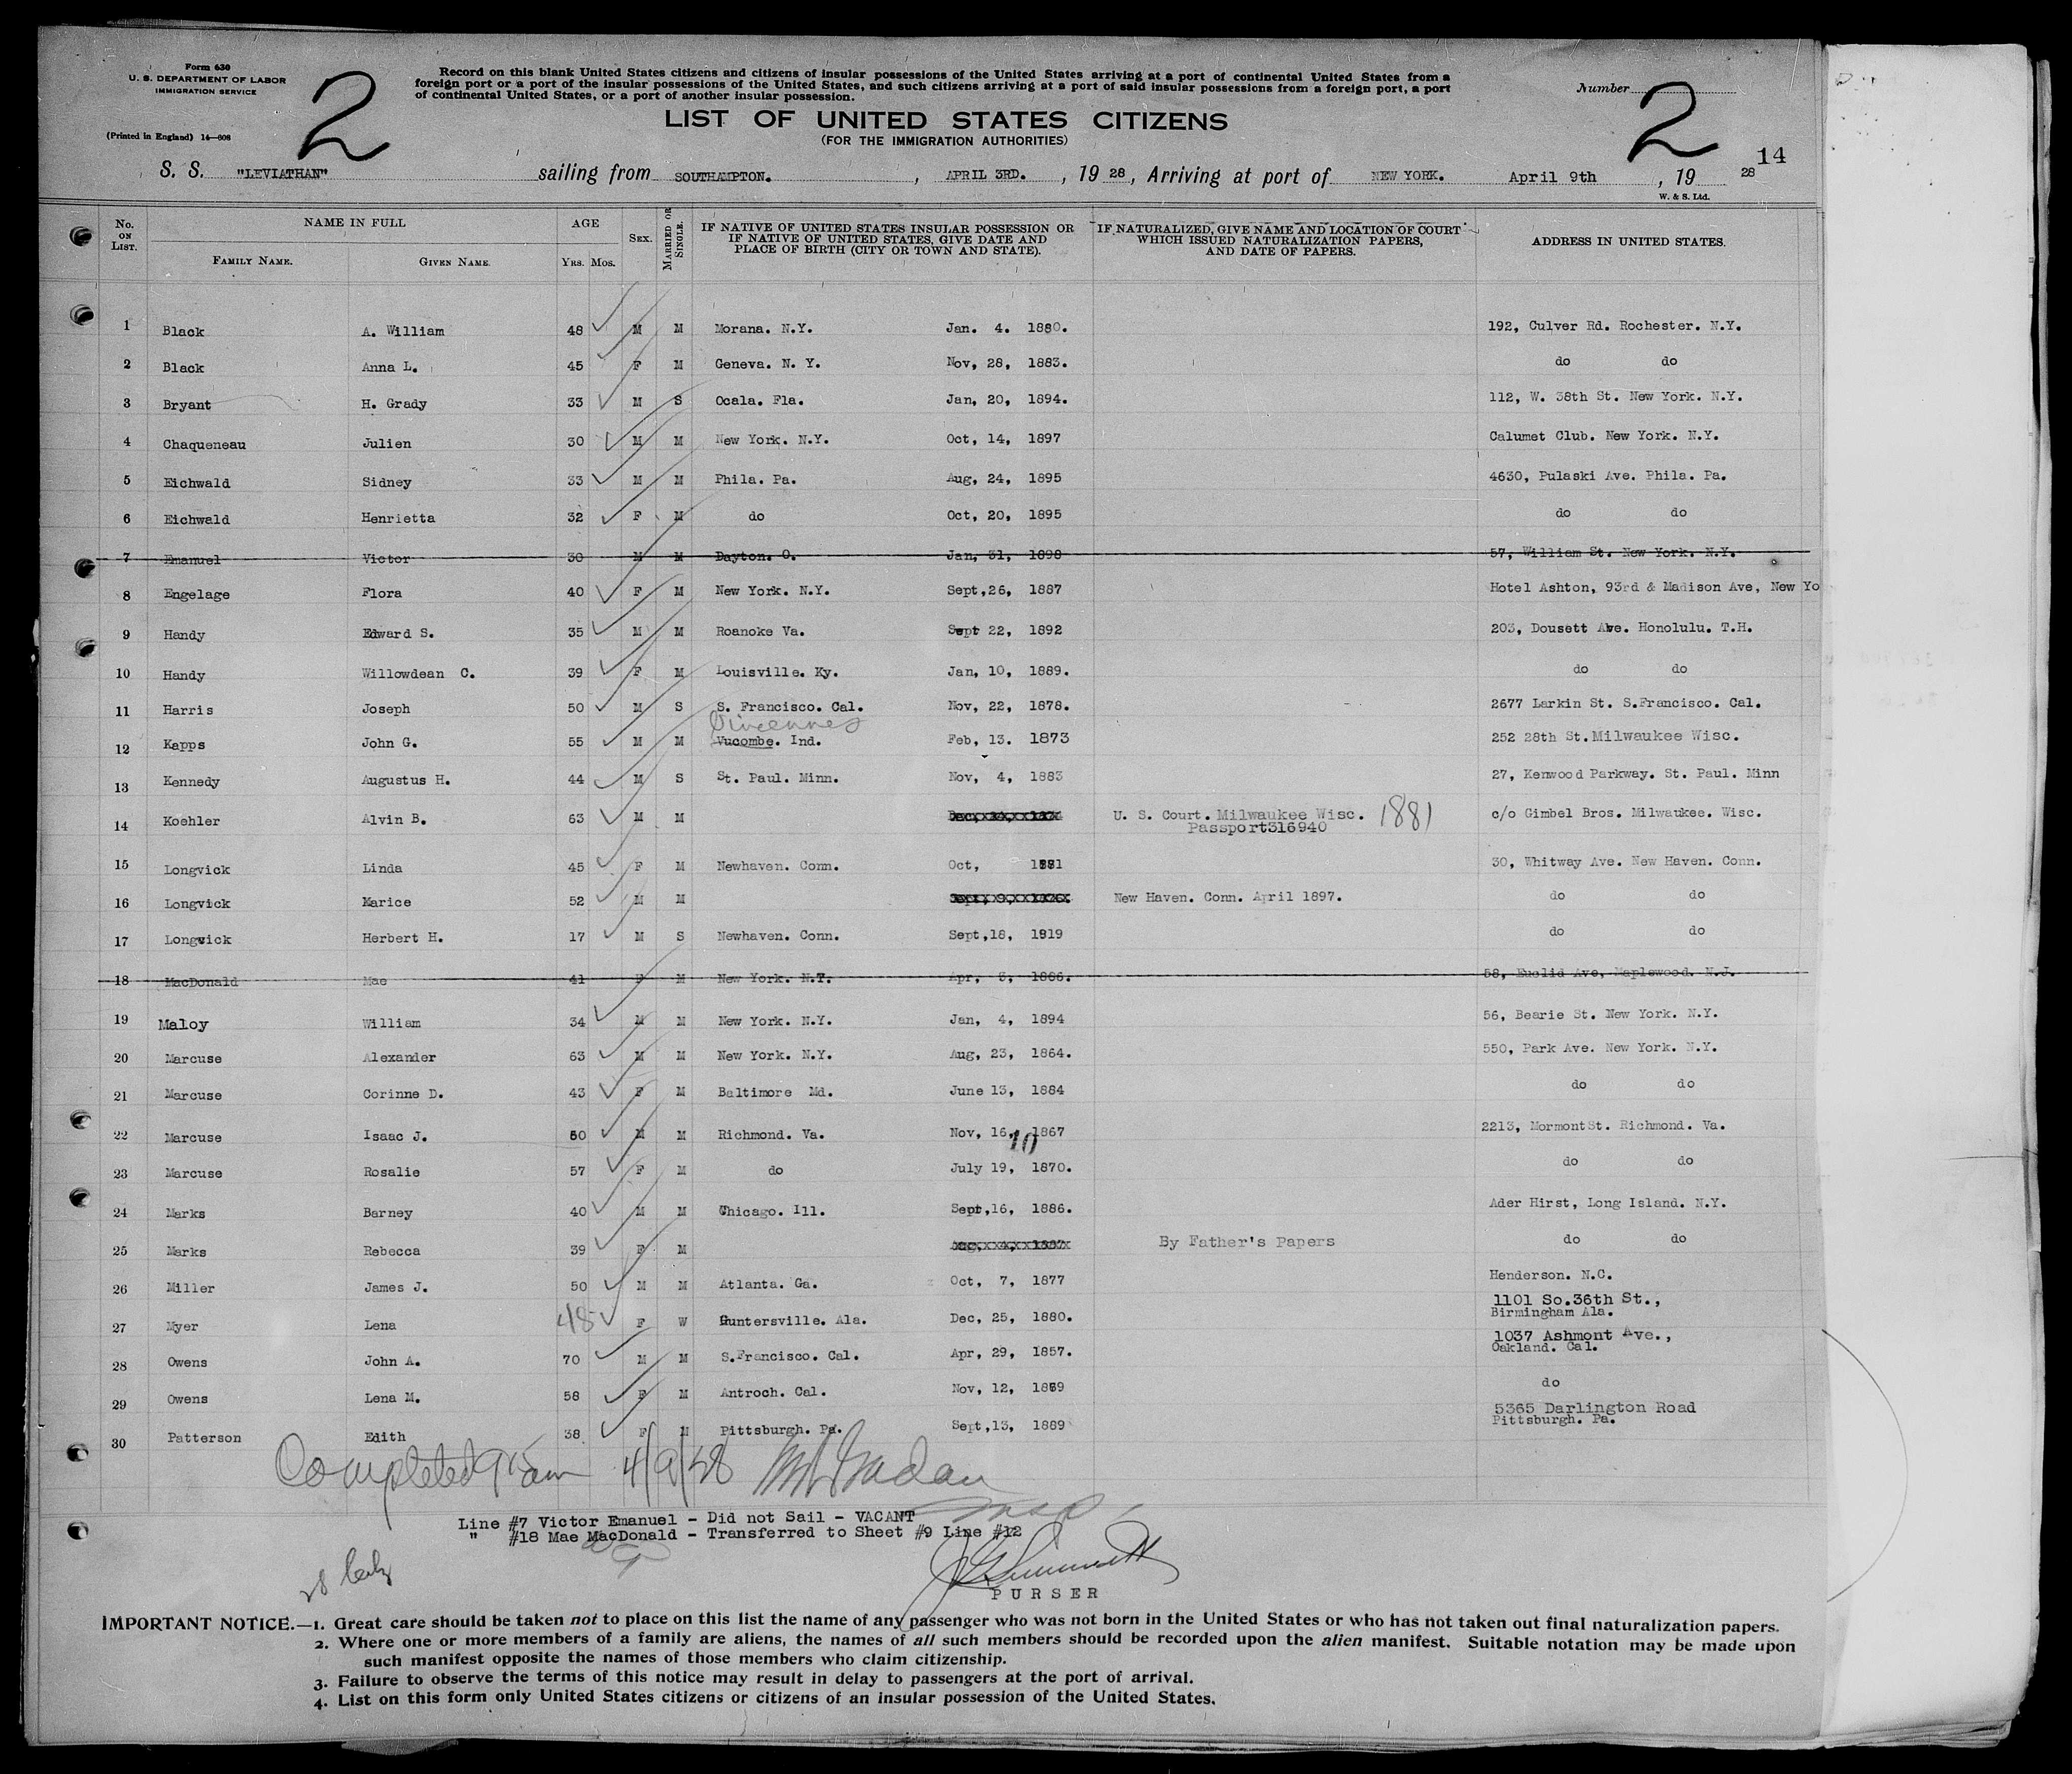 Form 630
U. S. DEPARTMENT OF LABOR
IMMIGRATION SERVICE
(Printed in England) 14—608
2
Record on this blank United States citizens and citizens of insular possessions of the United States arriving at a port of continental United States from a
foreign port or a port of the insular possessions of the United States, and such citizens arriving at a port of said insular possessions from a foreign port, a port
of continental United States, or a port of another insular possession.
Number
2
14
LIST OF UNITED STATES CITIZENS
(FOR THE IMMIGRATION AUTHORITIES)
S. S. "LEVIATHAN" sailing from SOUTHAMPTON. , APRIL 3RD. , 19 28 , Arriving at port of NEW YORK. April 9th , 19 28
W. & S. Ltd.
No. ON LIST. NAME IN FULL FAMILY NAME. GIVEN NAME. AGE YRS. MOS. SEX. MARRIED OR SINGLE. IF NATIVE OF UNITED STATES INSULAR POSSESSION OR IF NATIVE OF UNITED STATES, GIVE DATE AND PLACE OF BIRTH (CITY OR TOWN AND STATE). IF NATURALIZED, GIVE NAME AND LOCATION OF COURT WHICH ISSUED NATURALIZATION PAPERS, AND DATE OF PAPERS. ADDRESS IN UNITED STATES.
1 Black A. William 48 M M Morana. N.Y. Jan. 4. 1880. 192, Culver Rd. Rochester. N.Y.
2 Black Anna L. 45 F M Geneva. N. Y. Nov, 28, 1883. do do
3 Bryant H. Grady 33 M S Ocala. Fla. Jan, 20, 1894. 112, W. 38th St. New York. N.Y.
4 Chaqueneau Julien 30 M M New York. N.Y. Oct, 14, 1897 Calumet Club. New York. N.Y.
5 Eichwald Sidney 33 M M Phila. Pa. Aug, 24, 1895 4630, Pulaski Ave. Phila. Pa.
6 Eichwald Henrietta 32 F M do Oct, 20, 1895 do do
7 Emanuel Victor 30 M M Dayton. O. Jan, 31, 1898 57, William St. New York. N.Y.
8 Engelage Flora 40 F M New York. N.Y. Sept,26, 1887 Hotel Ashton, 93rd & Madison Ave, New Yo
9 Handy Edward S. 35 M M Roanoke Va. Sept 22, 1892 203, Dousett Ave. Honolulu. T.H.
10 Handy Willowdean C. 39 F M Louisville. Ky. Jan, 10, 1889. do do
11 Harris Joseph 50 M S S. Francisco. Cal. Nov, 22, 1878. 2677 Larkin St. S.Francisco. Cal.
Vincennes
12 Kapps John G. 55 M M Vucombe. Ind. Feb, 13. 1873 252 28th St. Milwaukee Wisc.
13 Kennedy Augustus H. 44 M S St. Paul. Minn. Nov, 4, 1883 27, Kenwood Parkway. St. Paul. Minn
14 Koehler Alvin B. 63 M M U. S. Court. Milwaukee Wisc. 1881 c/o Gimbel Bros. Milwaukee. Wisc.
Passport316940
15 Longvick Linda 45 F M Newhaven. Conn. Oct, 1881 30, Whitway Ave. New Haven. Conn.
16 Longvick Marice 52 M M New Haven. Conn. April 1897. do do
17 Longvick Herbert H. 17 M S Newhaven. Conn. Sept,18, 1919 do do
18 MacDonald Mae 41 F M New York. N.Y. Apr, 3, 1886. 58, Euclid Ave, Maplewood. N.J.
19 Maloy William 34 M M New York. N.Y. Jan, 4, 1894 56, Bearie St. New York. N.Y.
20 Marcuse Alexander 63 M M New York. N.Y. Aug, 23, 1864. 550, Park Ave. New York. N.Y.
21 Marcuse Corinne D. 43 F M Baltimore Md. June 13, 1884 do do
22 Marcuse Isaac J. 60 M M Richmond. Va. Nov, 16, 1867 2213, MormontSt. Richmond. Va.
10
23 Marcuse Rosalie 57 F M do July 19, 1870. do do
24 Marks Barney 40 M M Chicago. Ill. Sept,16, 1886. Ader Hirst, Long Island. N.Y.
25 Marks Rebecca 39 F M By Father's Papers do do
26 Miller James J. 50 M M Atlanta. Ga. Oct, 7, 1877 Henderson. N.C.
1101 So.36th St.,
27 Myer Lena 48 F W Guntersville. Ala. Dec, 25, 1880. Birmingham Ala.
1037 Ashmont Ave.,
28 Owens John A. 70 M M S.Francisco. Cal. Apr, 29, 1857. Oakland. Cal.
29 Owens Lena M. 58 F M Antroch. Cal. Nov, 12, 1869 do
5365 Darlington Road
30 Patterson Edith 38 F M Pittsburgh. Pa. Sept,13, 1889 Pittsburgh. Pa.
Completed 915am 4/9/28
Line #7 Victor Emanuel - Did not Sail - VACANT
" #18 Mae MacDonald - Transferred to Sheet #9 Line #12
28
PURSER
IMPORTANT NOTICE.—1. Great care should be taken not to place on this list the name of any passenger who was not born in the United States or who has not taken out final naturalization papers.
2. Where one or more members of a family are aliens, the names of all such members should be recorded upon the alien manifest. Suitable notation may be made upon
such manifest opposite the names of those members who claim citizenship.
3. Failure to observe the terms of this notice may result in delay to passengers at the port of arrival.
4. List on this form only United States citizens or citizens of an insular possession of the United States.